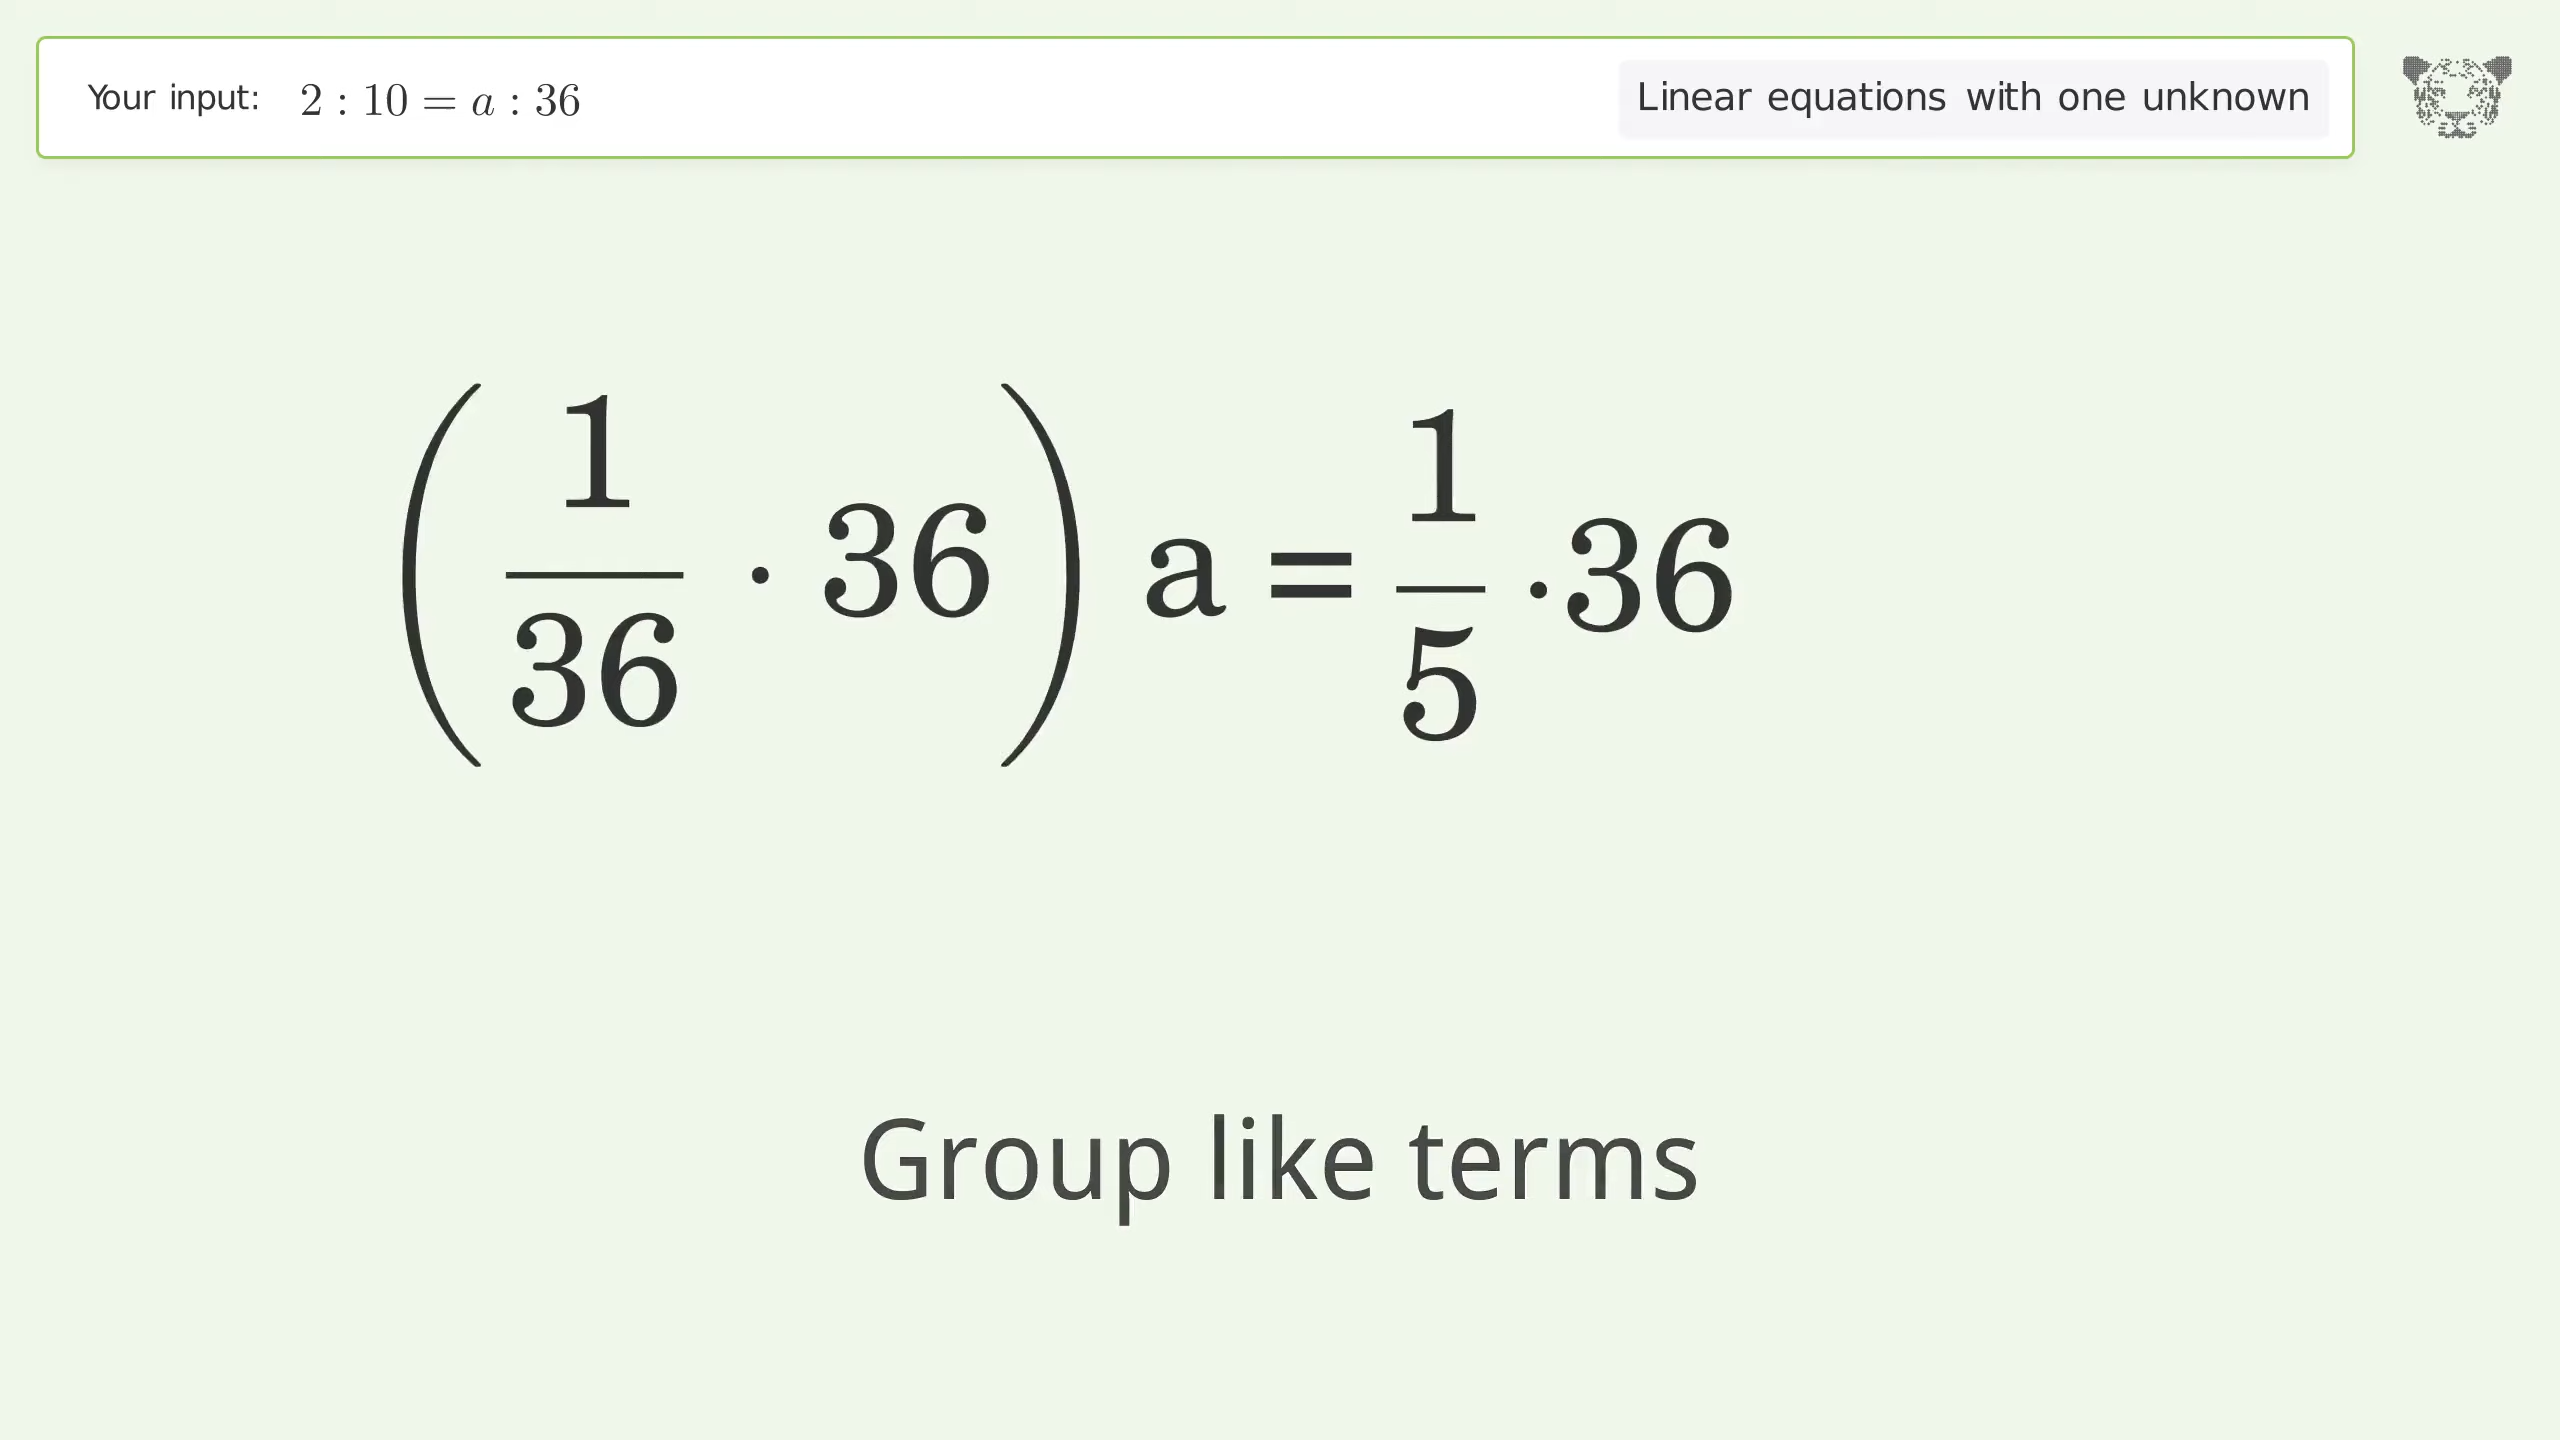 Your input: 2 : 10 = a : 36
Linear equations with one unknown
(1/36 · 36) a = 1/5 ·36
Group like terms